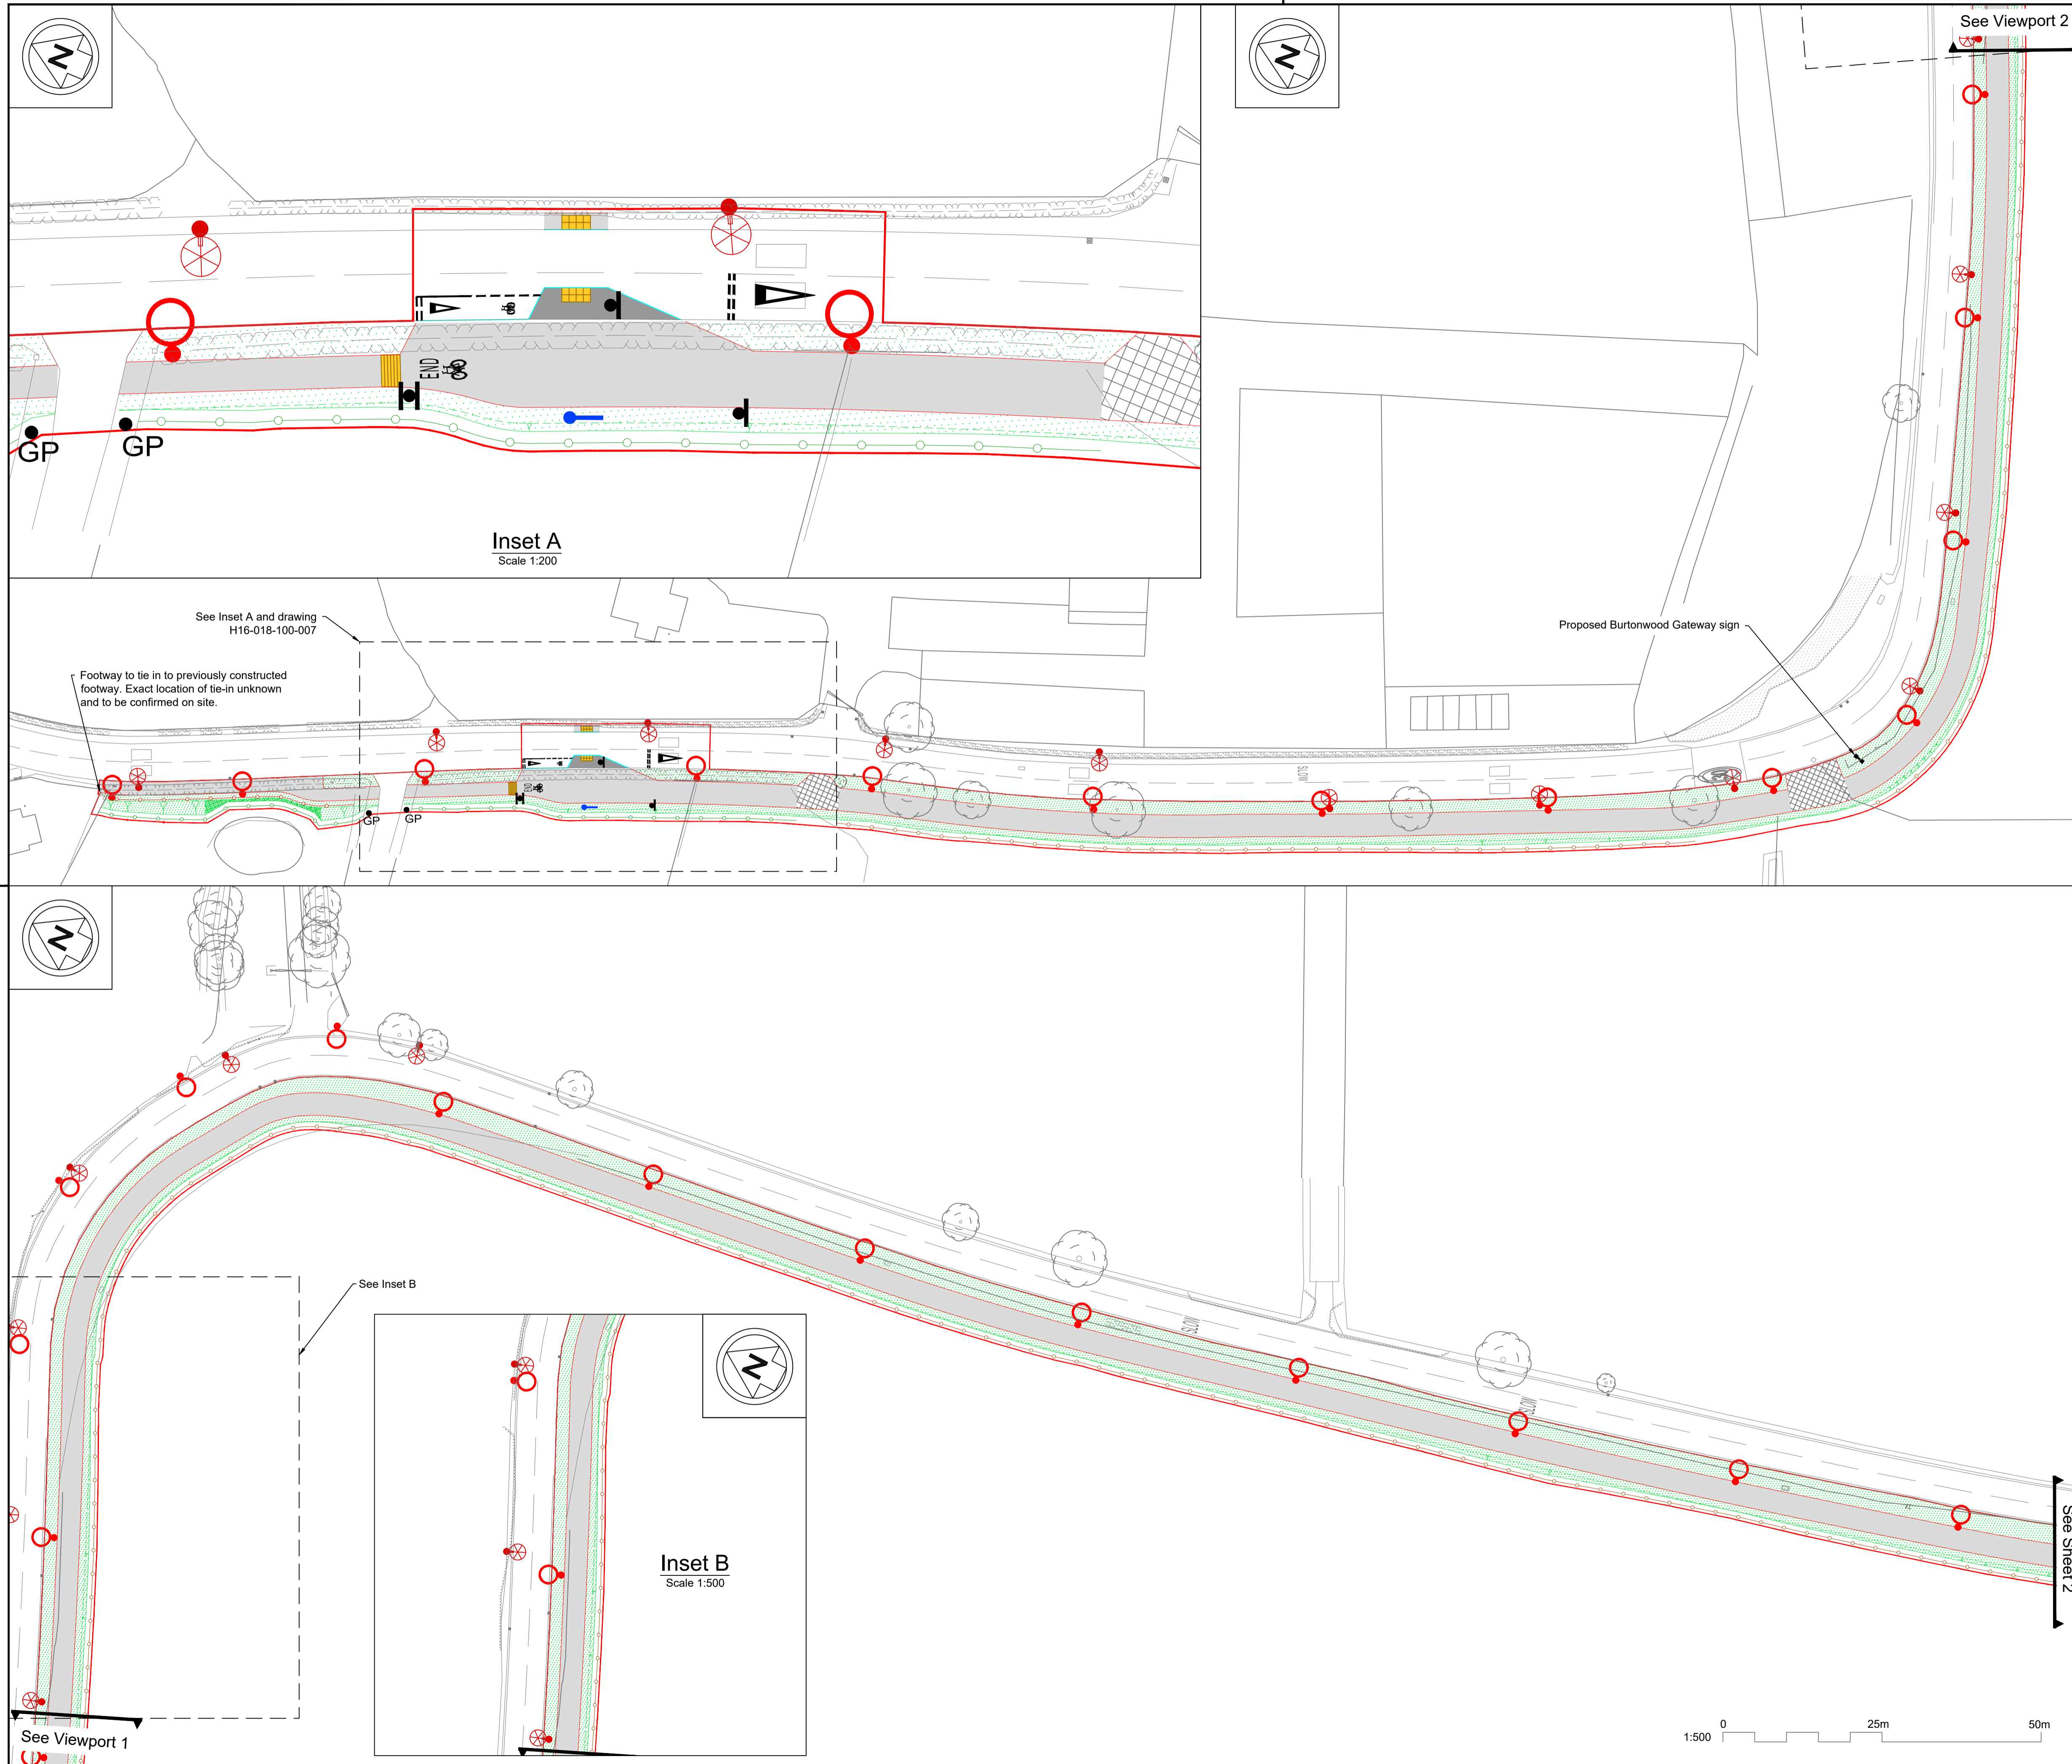 N
N
See Viewport 2
END
GP
GP
Inset A
Scale 1:200
See Inset A and drawing
H16-018-100-007
Footway to tie in to previously constructed
footway. Exact location of tie-in unknown
and to be confirmed on site.
Proposed Burtonwood Gateway sign
SLOW
END
GP
GP
N
See Inset B
N
SLOW
SLOW
Inset B
Scale 1:500
See Sheet 2
See Viewport 1
1:500
0
25m
50m